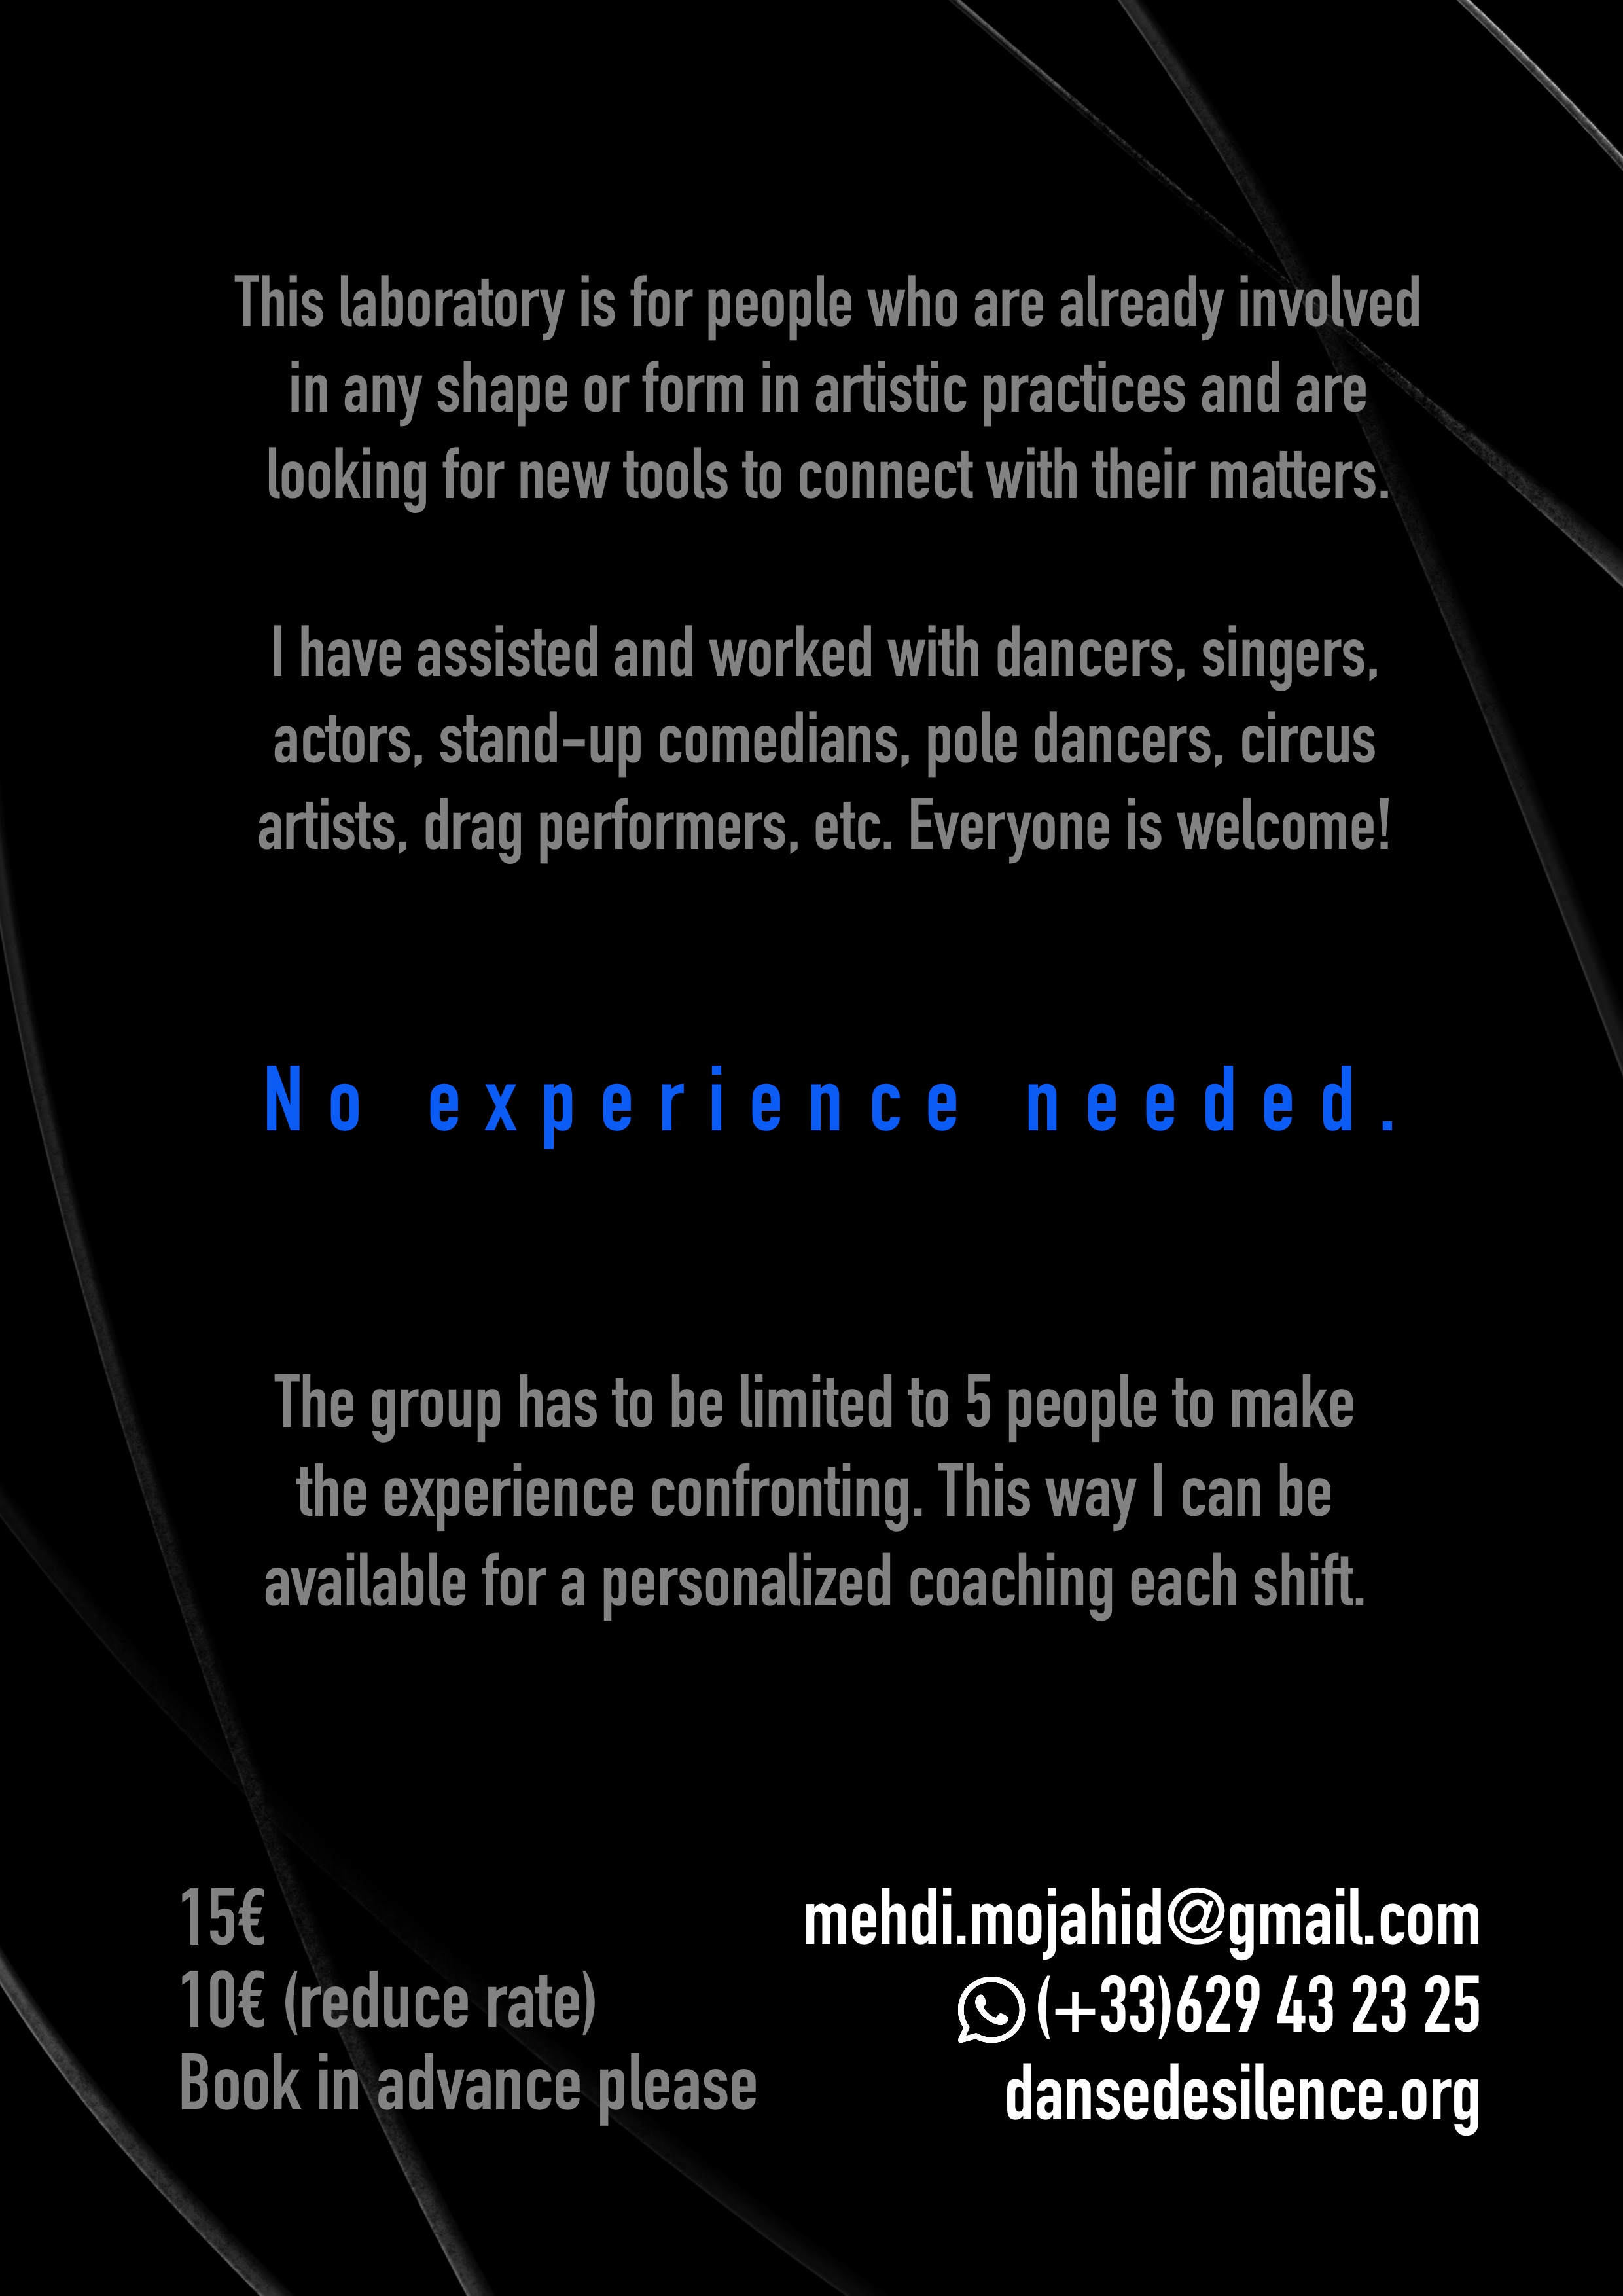 This laboratory is for people who are already involved
in any shape or form in artistic practices and are
looking for new tools to connect with their matters.
I have assisted and worked with dancers, singers,
actors, stand-up comedians, pole dancers, circus
artists, drag performers, etc. Everyone is welcome!
No experience needed.
The group has to be limited to 5 people to make
the experience confronting. This way I can be
available for a personalized coaching each shift.
15€
10€ (reduce rate)
Book in advance please
mehdi.mojahid@gmail.com
(+33)629 43 23 25
dansedesilence.org